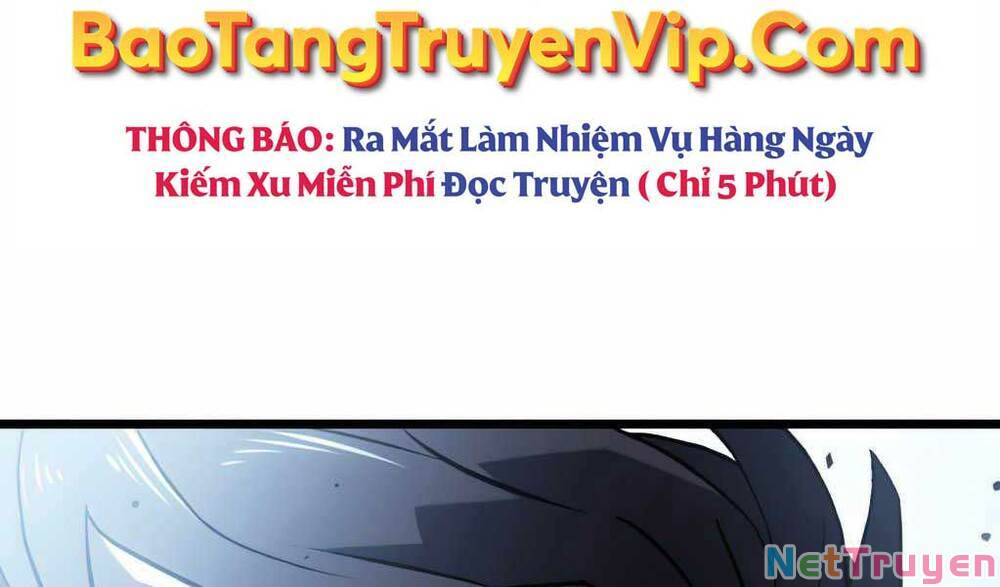 BaoTangTruyenVip.Com
THÔNG BÁO: Ra Mắt Làm Nhiệm Vụ Hàng Ngày
Kiếm Xu Miễn Phí Đọc Truyện ( Chỉ 5 Phút)
NetTruyen